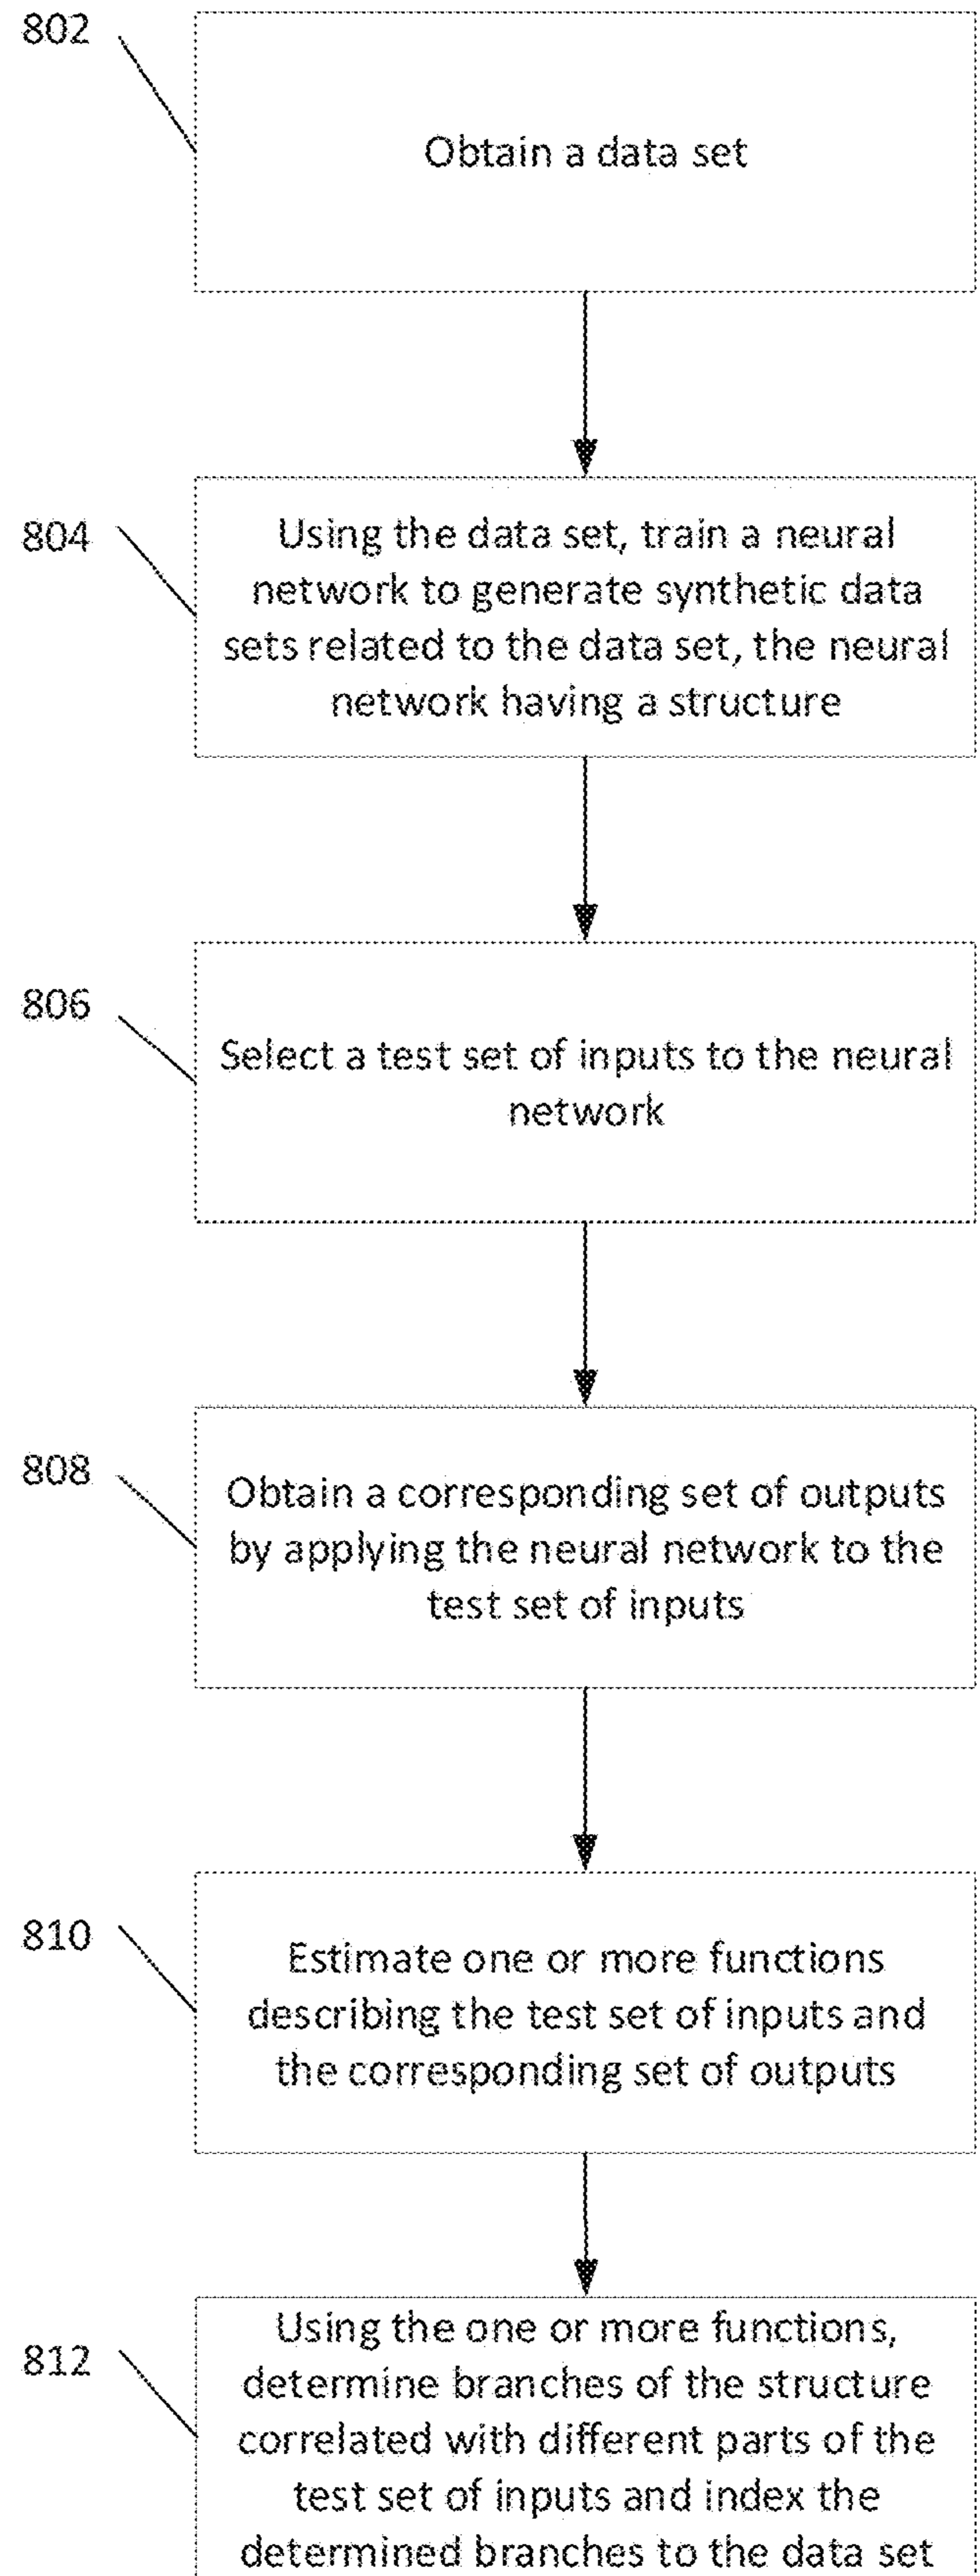 802
Obtain a data set
804
Using the data set, train a neural
network to generate synthetic data
sets related to the data set, the neural
network having a structure
806
Select a test set of inputs to the neural
network
808
Obtain a corresponding set of outputs
by applying the neural network to the
test set of inputs
810
Estimate one or more functions
describing the test set of inputs and
the corresponding set of outputs
812
Using the one or more functions,
determine branches of the structure
correlated with different parts of the
test set of inputs and index the
determined branches to the data set